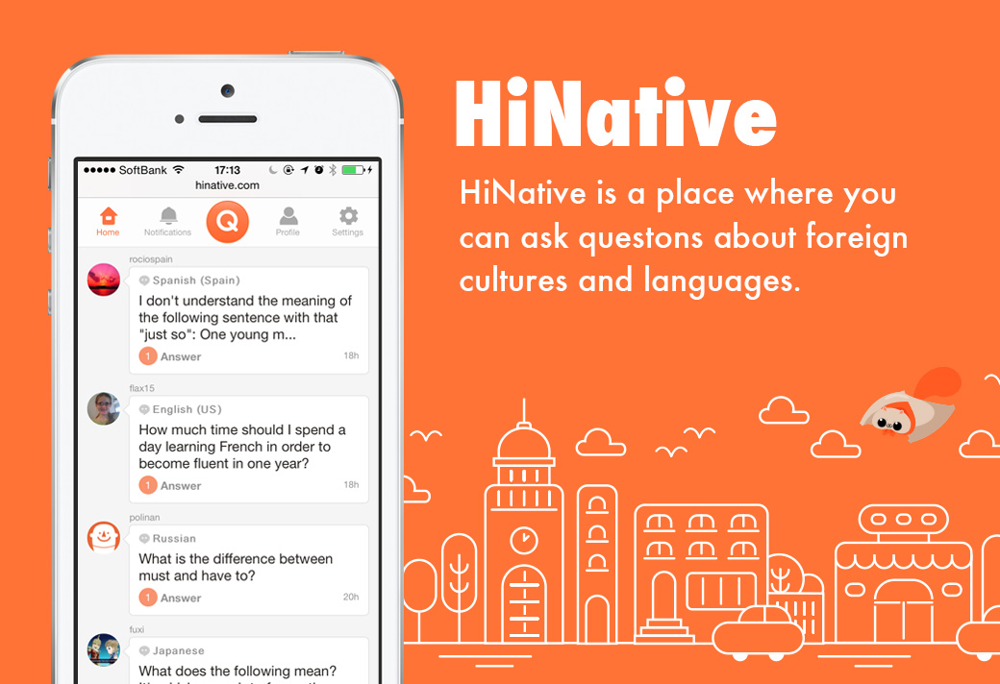 SoftBank 17:13
hinative.com
Home Notifications Q Profile Settings
rociospain
Spanish (Spain)
I don't understand the meaning of
the following sentence with that
"just so": One young m...
1 Answer 18h
flax15
English (US)
How much time should I spend a
day learning French in order to
become fluent in one year?
1 Answer 18h
polinan
Russian
What is the difference between
must and have to?
1 Answer 20h
fuxi
Japanese
What does the following mean?
HiNative
HiNative is a place where you
can ask questons about foreign
cultures and languages.